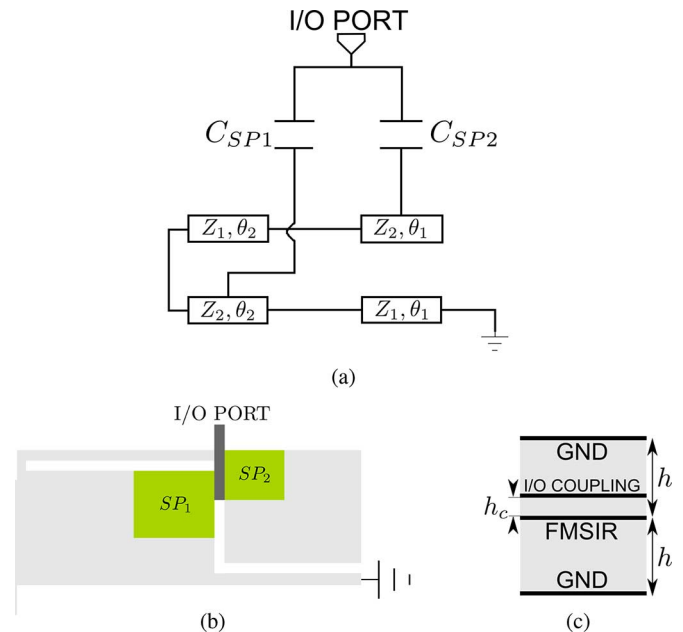 I/O PORT
C_{SP1} C_{SP2}
Z_1, θ_2 Z_2, θ_1
Z_2, θ_2 Z_1, θ_1
(a)
I/O PORT
SP_1 SP_2
(b)
GND
I/O COUPLING
h_c
FMSIR
GND
h
h
(c)